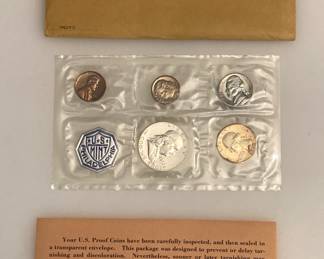 U.S.
MINT
PHILADELPHIA
Your U.S. Proof Coins have been carefully inspected, and then sealed in
a transparent envelope. This package was designed to prevent or delay tar-
nishing and discoloration. Nevertheless, sooner or later tarnishing may